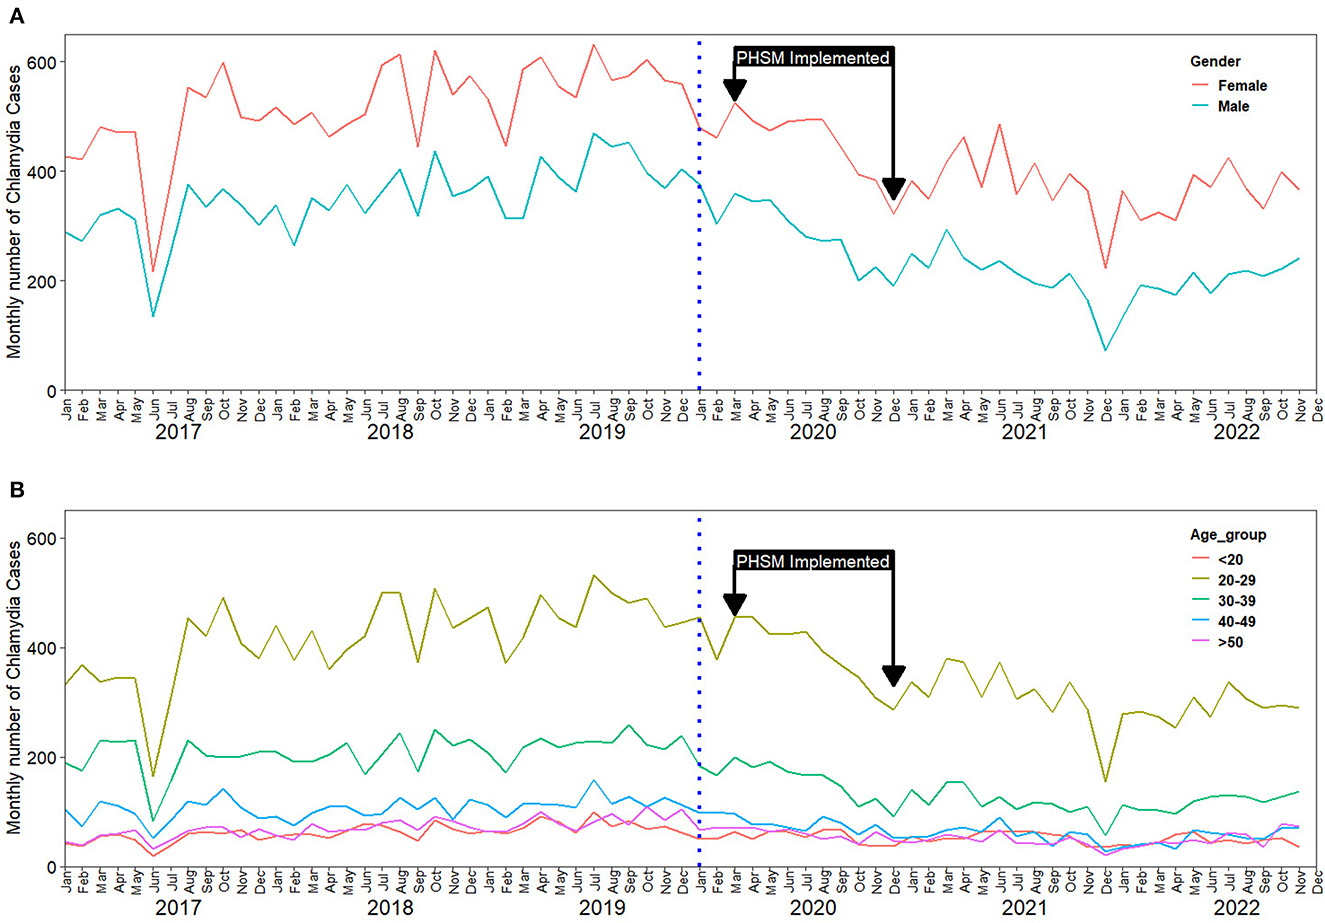 A
Monthly number of Chlamydia Cases
600
400
200
0
PHSM Implemented
Gender
Female
Male
Jan Feb Mar Apr May Jun Jul Aug Sep Oct Nov Dec Jan Feb Mar Apr May Jun Jul Aug Sep Oct Nov Dec Jan Feb Mar Apr May Jun Jul Aug Sep Oct Nov Dec Jan Feb Mar Apr May Jun Jul Aug Sep Oct Nov Dec Jan Feb Mar Apr May Jun Jul Aug Sep Oct Nov Dec Jan Feb Mar Apr May Jun Jul Aug Sep Oct Nov Dec
2017 2018 2019 2020 2021 2022
B
Monthly number of Chlamydia Cases
600
400
200
0
PHSM Implemented
Age_group
<20
20-29
30-39
40-49
>50
Jan Feb Mar Apr May Jun Jul Aug Sep Oct Nov Dec Jan Feb Mar Apr May Jun Jul Aug Sep Oct Nov Dec Jan Feb Mar Apr May Jun Jul Aug Sep Oct Nov Dec Jan Feb Mar Apr May Jun Jul Aug Sep Oct Nov Dec Jan Feb Mar Apr May Jun Jul Aug Sep Oct Nov Dec Jan Feb Mar Apr May Jun Jul Aug Sep Oct Nov Dec
2017 2018 2019 2020 2021 2022